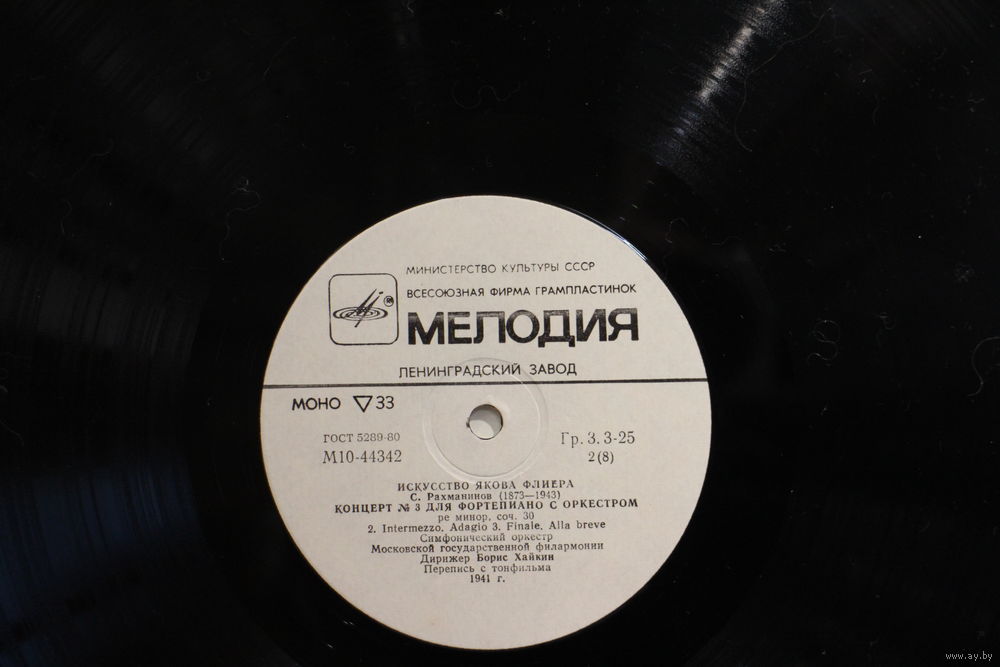 МИНИСТЕРСТВО КУЛЬТУРЫ СССР
ВСЕСОЮЗНАЯ ФИРМА ГРАМПЛАСТИНОК
МЕЛОДИЯ
ЛЕНИНГРАДСКИЙ ЗАВОД
МОНО ▽ 33
ГОСТ 5289-80
М10-44342
Гр. 3. 3-25
2 (8)
ИСКУССТВО ЯКОВА ФЛИЕРА
С. Рахманинов (1873—1943)
КОНЦЕРТ № 3 ДЛЯ ФОРТЕПИАНО С ОРКЕСТРОМ
ре минор, соч. 30
2. Intermezzo. Adagio 3. Finale. Alla breve
Симфонический оркестр
Московской государственной филармонии
Дирижер Борис Хайкин
Перепись с тонфильма
1941 г.
www.ay.by